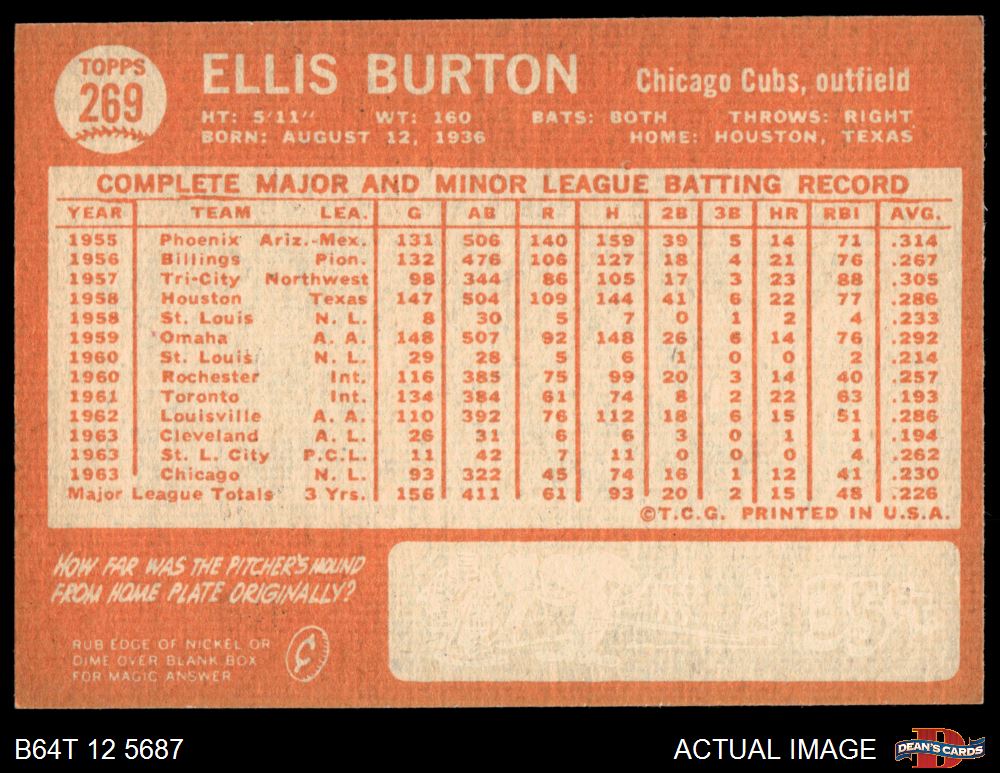 TOPPS
269
ELLIS BURTON
Chicago Cubs, outfield
HT: 5'11" WT: 160 BATS: BOTH THROWS: RIGHT
BORN: AUGUST 12, 1936 HOME: HOUSTON, TEXAS
COMPLETE MAJOR AND MINOR LEAGUE BATTING RECORD
YEAR TEAM LEA. G AB R H 2B 3B HR RBI AVG.
1955 Phoenix Ariz.-Mex. 131 506 140 159 39 5 14 71 .314
1956 Billings Pion. 132 476 106 127 18 4 21 76 .267
1957 Tri-City Northwest 98 344 86 105 17 3 23 88 .305
1958 Houston Texas 147 504 109 144 41 6 22 77 .286
1958 St. Louis N. L. 8 30 5 7 0 1 2 4 .233
1959 Omaha A. A. 148 507 92 148 26 6 14 76 .292
1960 St. Louis N. L. 29 28 5 6 1 0 0 2 .214
1960 Rochester Int. 116 385 75 99 20 3 14 40 .257
1961 Toronto Int. 134 384 61 74 8 2 22 63 .193
1962 Louisville A. A. 110 392 76 112 18 6 15 51 .286
1963 Cleveland A. L. 26 31 6 6 3 0 1 1 .194
1963 St. L. City P.C.L. 11 42 7 11 0 0 0 4 .262
1963 Chicago N. L. 93 322 45 74 16 1 12 41 .230
Major League Totals 3 Yrs. 156 411 61 93 20 2 15 48 .226
©T.C.G. PRINTED IN U.S.A.
HOW FAR WAS THE PITCHER'S MOUND
FROM HOME PLATE ORIGINALLY?
RUB EDGE OF NICKEL OR
DIME OVER BLANK BOX
FOR MAGIC ANSWER
B64T 12 5687
ACTUAL IMAGE
DEAN'S CARDS